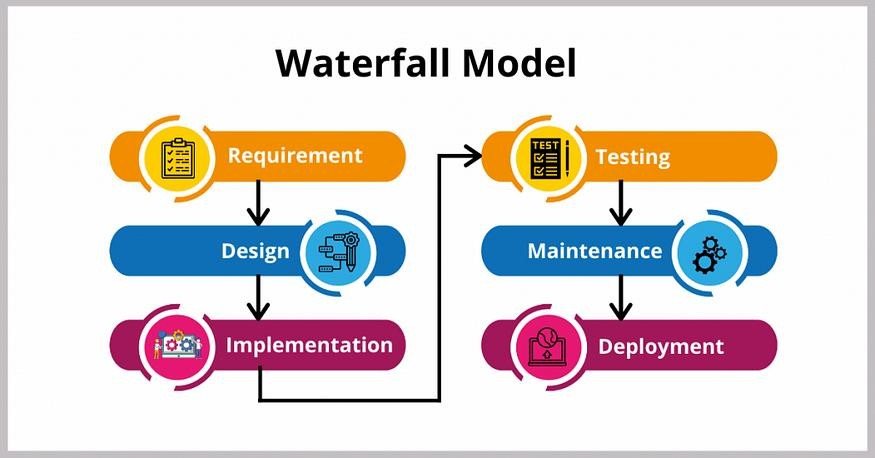 Waterfall Model
Requirement
Design
Implementation
TEST
Testing
Maintenance
Deployment